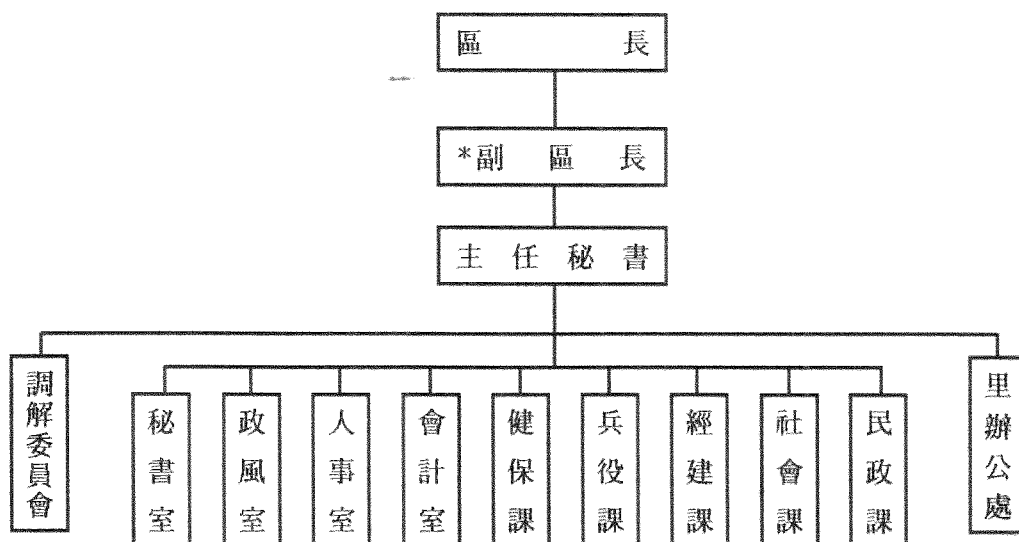 區長
*副區長
主任秘書
調解委員會
秘書室
政風室
人事室
會計室
健保課
兵役課
經建課
社會課
民政課
里辦公處